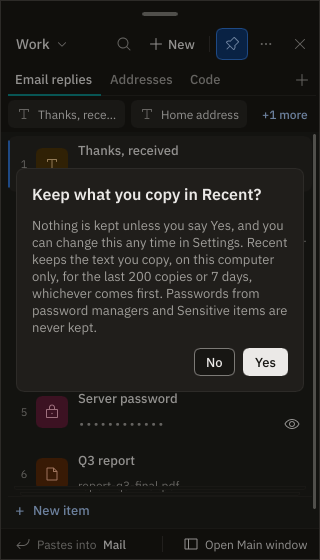 Work
New
Email replies
Addresses
Code
Thanks, rece...
Home address
+1 more
1
Thanks, received
Keep what you copy in Recent?
Nothing is kept unless you say Yes, and you
can change this any time in Settings. Recent
keeps the text you copy, on this computer
only, for the last 200 copies or 7 days,
whichever comes first. Passwords from
password managers and Sensitive items are
never kept.
No
Yes
5
Server password
••••••••••••
6
Q3 report
report-q3-final.pdf
+ New item
Pastes into Mail
Open Main window